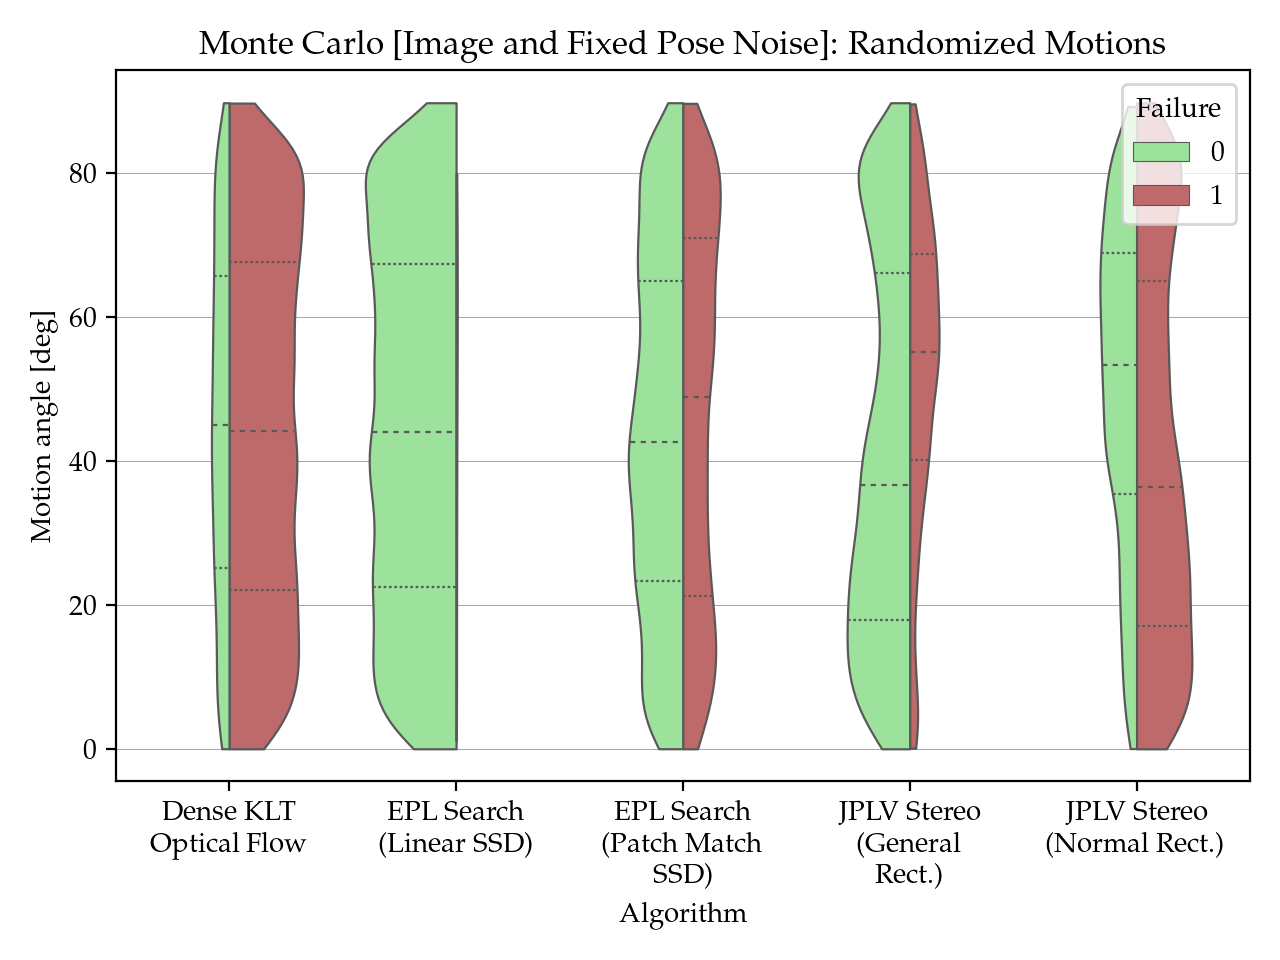 Monte Carlo [Image and Fixed Pose Noise]: Randomized Motions
Failure
0
1
80
60
40
20
0
Motion angle [deg]
Dense KLT
Optical Flow
EPL Search
(Linear SSD)
EPL Search
(Patch Match
SSD)
JPLV Stereo
(General
Rect.)
JPLV Stereo
(Normal Rect.)
Algorithm